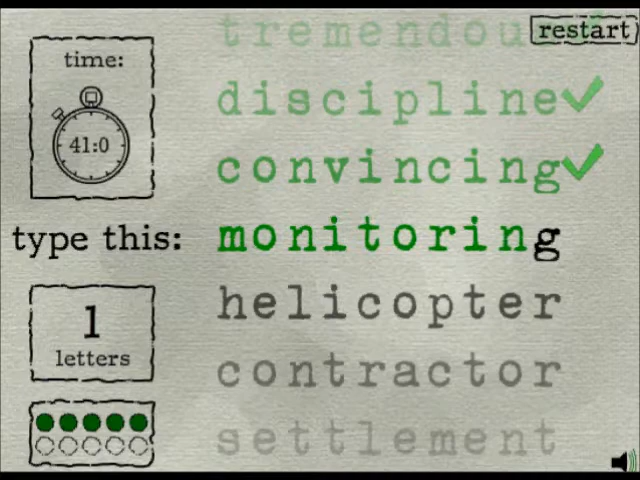 restart
time:
41:0
discipline
convincing
type this:
monitoring
1
letters
helicopter
contractor
settlement